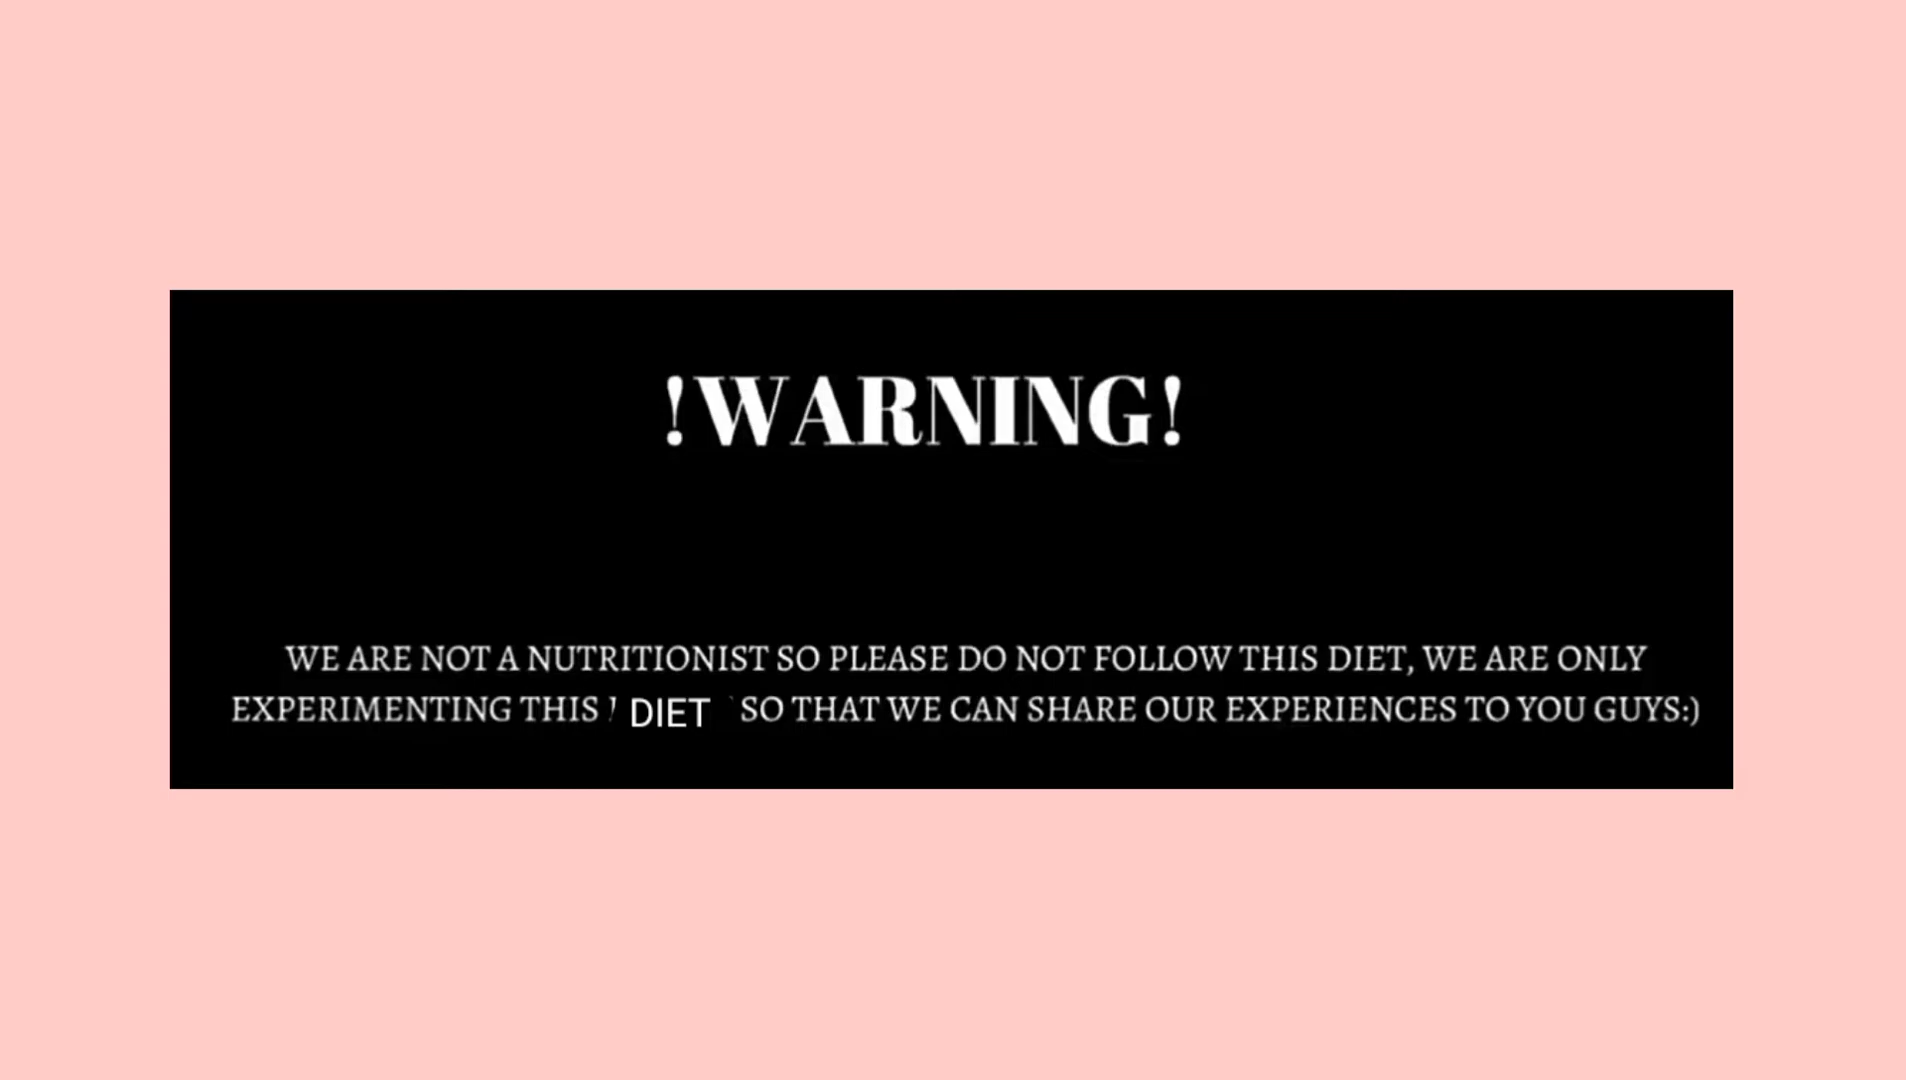 !WARNING!
WE ARE NOT A NUTRITIONIST SO PLEASE DO NOT FOLLOW THIS DIET, WE ARE ONLY
EXPERIMENTING THIS DIET SO THAT WE CAN SHARE OUR EXPERIENCES TO YOU GUYS:)